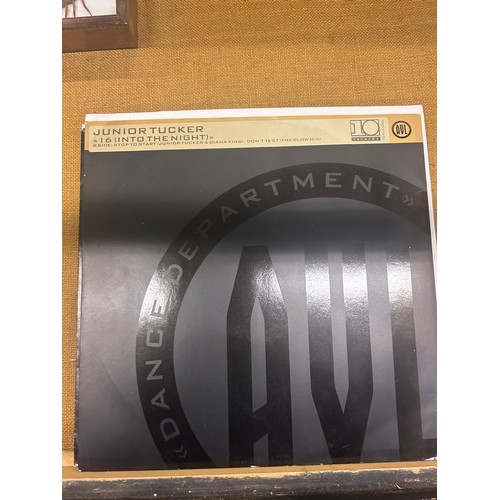 JUNIOR TUCKER
«16 (INTO THE NIGHT)»
B SIDE: STOP TO START (JUNIOR TUCKER & DIANA KING) · DON'T TEST (THE BLOW MIX)
10
RECORDS
AVL
«DANCE DEPARTMENT»
AVL